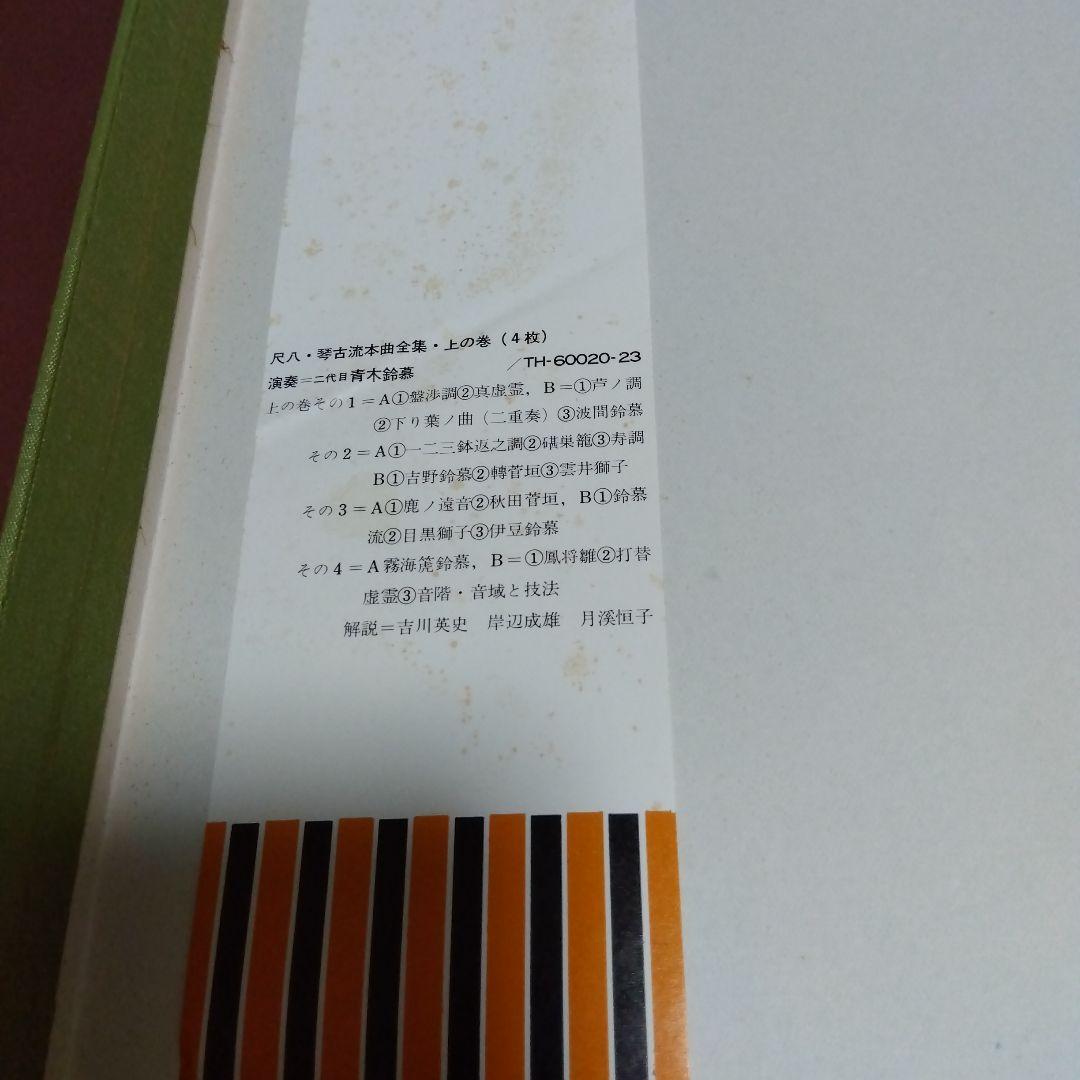 尺八・琴古流本曲全集・上の巻(4枚)
演奏=二代目青木鈴慕 /TH-60020-23
上の巻その1=A①盤渉調②真虚霊, B=①芦ノ調
②下り葉ノ曲(二重奏)③波間鈴慕
その2=A①一二三鉢返之調②碪巣籠③寿調
B①吉野鈴慕②轉菅垣③雲井獅子
その3=A①鹿ノ遠音②秋田菅垣, B①鈴慕
流②目黒獅子③伊豆鈴慕
その4=A霧海箎鈴慕, B=①鳳将雛②打替
虚霊③音階・音域と技法
解説=吉川英史 岸辺成雄 月溪恒子